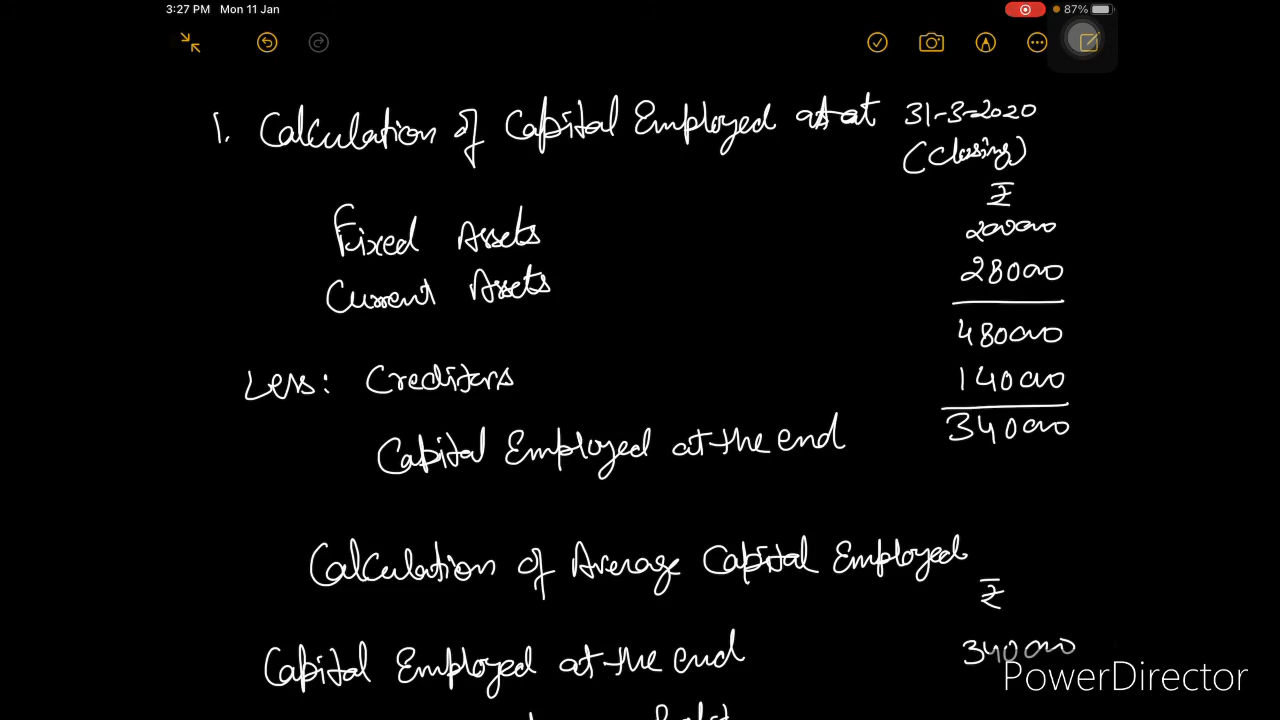 3:27 PM Mon 11 Jan 87%
1. Calculation of Capital Employed as at 31-3-2020
(Closing)
₹
Fixed Assets 200000
Current Assets 280000
480000
Less: Creditors 140000
Capital Employed at the end 340000
Calculation of Average Capital Employed
₹
Capital Employed at the end 340000
PowerDirector